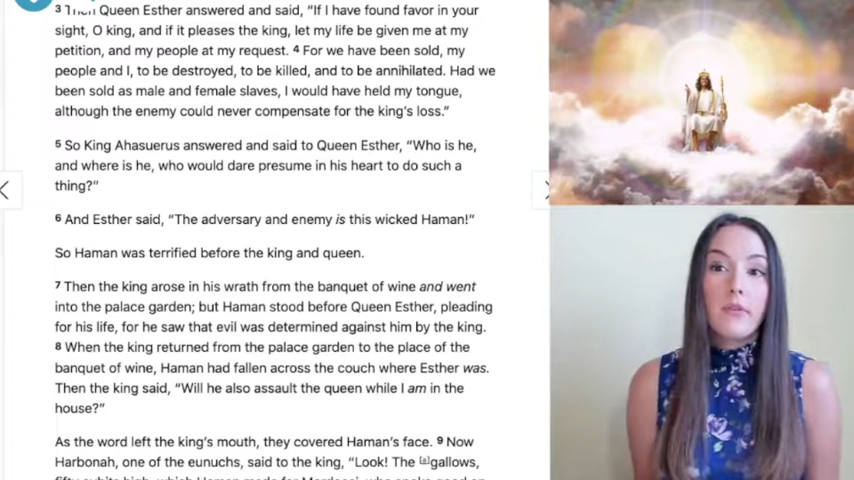 3 Then Queen Esther answered and said, “If I have found favor in your
sight, O king, and if it pleases the king, let my life be given me at my
petition, and my people at my request. 4 For we have been sold, my
people and I, to be destroyed, to be killed, and to be annihilated. Had we
been sold as male and female slaves, I would have held my tongue,
although the enemy could never compensate for the king’s loss.”
5 So King Ahasuerus answered and said to Queen Esther, “Who is he,
and where is he, who would dare presume in his heart to do such a
thing?”
6 And Esther said, “The adversary and enemy is this wicked Haman!”
So Haman was terrified before the king and queen.
7 Then the king arose in his wrath from the banquet of wine and went
into the palace garden; but Haman stood before Queen Esther, pleading
for his life, for he saw that evil was determined against him by the king.
8 When the king returned from the palace garden to the place of the
banquet of wine, Haman had fallen across the couch where Esther was.
Then the king said, “Will he also assault the queen while I am in the
house?”
As the word left the king’s mouth, they covered Haman’s face. 9 Now
Harbonah, one of the eunuchs, said to the king, “Look! The [a]gallows,
fifty cubits high, which Haman made for Mordecai, who spoke good on